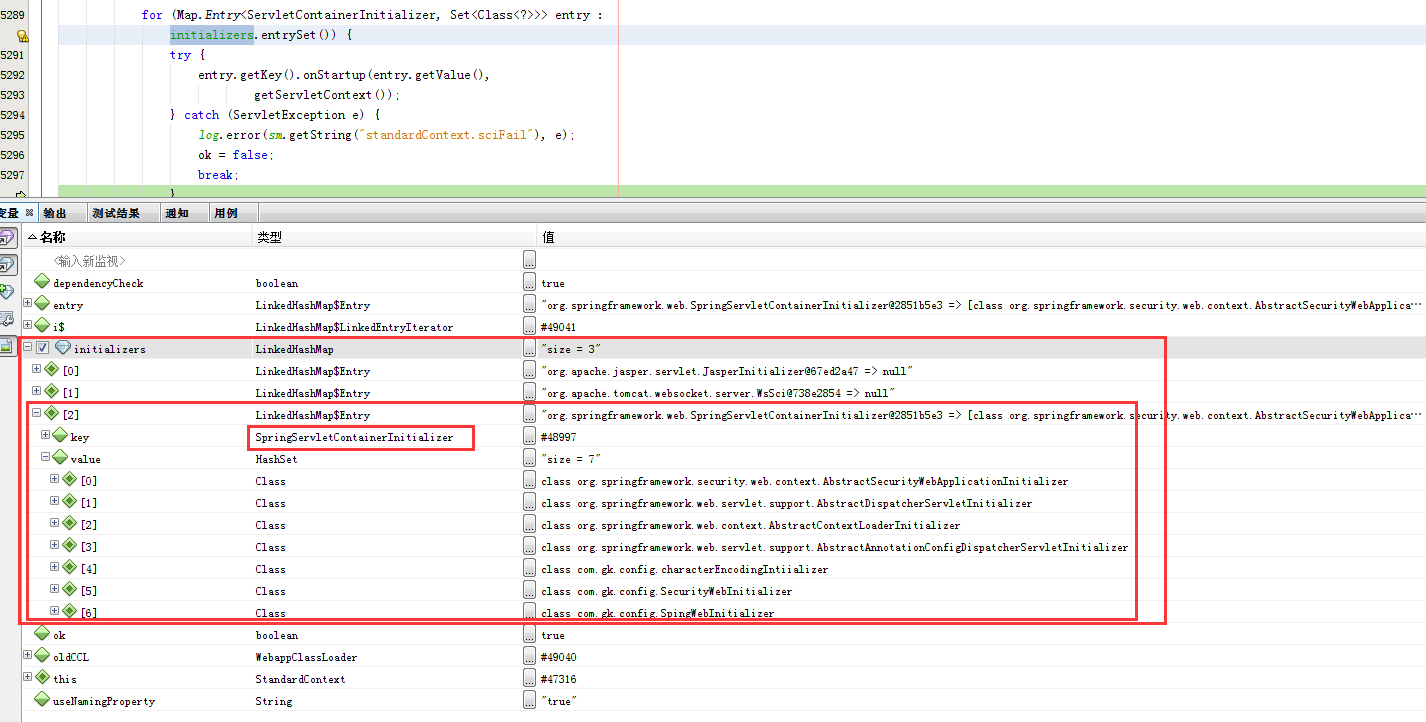 5289 for (Map.Entry<ServletContainerInitializer, Set<Class<?>>> entry :
initializers.entrySet()) {
5291 try {
5292 entry.getKey().onStartup(entry.getValue(),
5293 getServletContext());
5294 } catch (ServletException e) {
5295 log.error(sm.getString("standardContext.sciFail"), e);
5296 ok = false;
5297 break;
}
变量 输出 测试结果 通知 用例
名称 类型 值
<输入新监视> ...
dependencyCheck boolean ... true
entry LinkedHashMap$Entry ... "org.springframework.web.SpringServletContainerInitializer@2851b5e3 => [class org.springframework.security.web.context.AbstractSecurityWebApplica...
i$ LinkedHashMap$LinkedEntryIterator ... #49041
initializers LinkedHashMap ... "size = 3"
[0] LinkedHashMap$Entry ... "org.apache.jasper.servlet.JasperInitializer@67ed2a47 => null"
[1] LinkedHashMap$Entry ... "org.apache.tomcat.websocket.server.WsSci@738e2854 => null"
[2] LinkedHashMap$Entry ... "org.springframework.web.SpringServletContainerInitializer@2851b5e3 => [class org.springframework.security.web.context.AbstractSecurityWebApplica...
key SpringServletContainerInitializer ... #48997
value HashSet ... "size = 7"
[0] Class ... class org.springframework.security.web.context.AbstractSecurityWebApplicationInitializer
[1] Class ... class org.springframework.web.servlet.support.AbstractDispatcherServletInitializer
[2] Class ... class org.springframework.web.context.AbstractContextLoaderInitializer
[3] Class ... class org.springframework.web.servlet.support.AbstractAnnotationConfigDispatcherServletInitializer
[4] Class ... class com.gk.config.characterEncodingIntiializer
[5] Class ... class com.gk.config.SecurityWebInitializer
[6] Class ... class com.gk.config.SpingWebInitializer
ok boolean ... true
oldCCL WebappClassLoader ... #49040
this StandardContext ... #47316
useNamingProperty String ... "true"